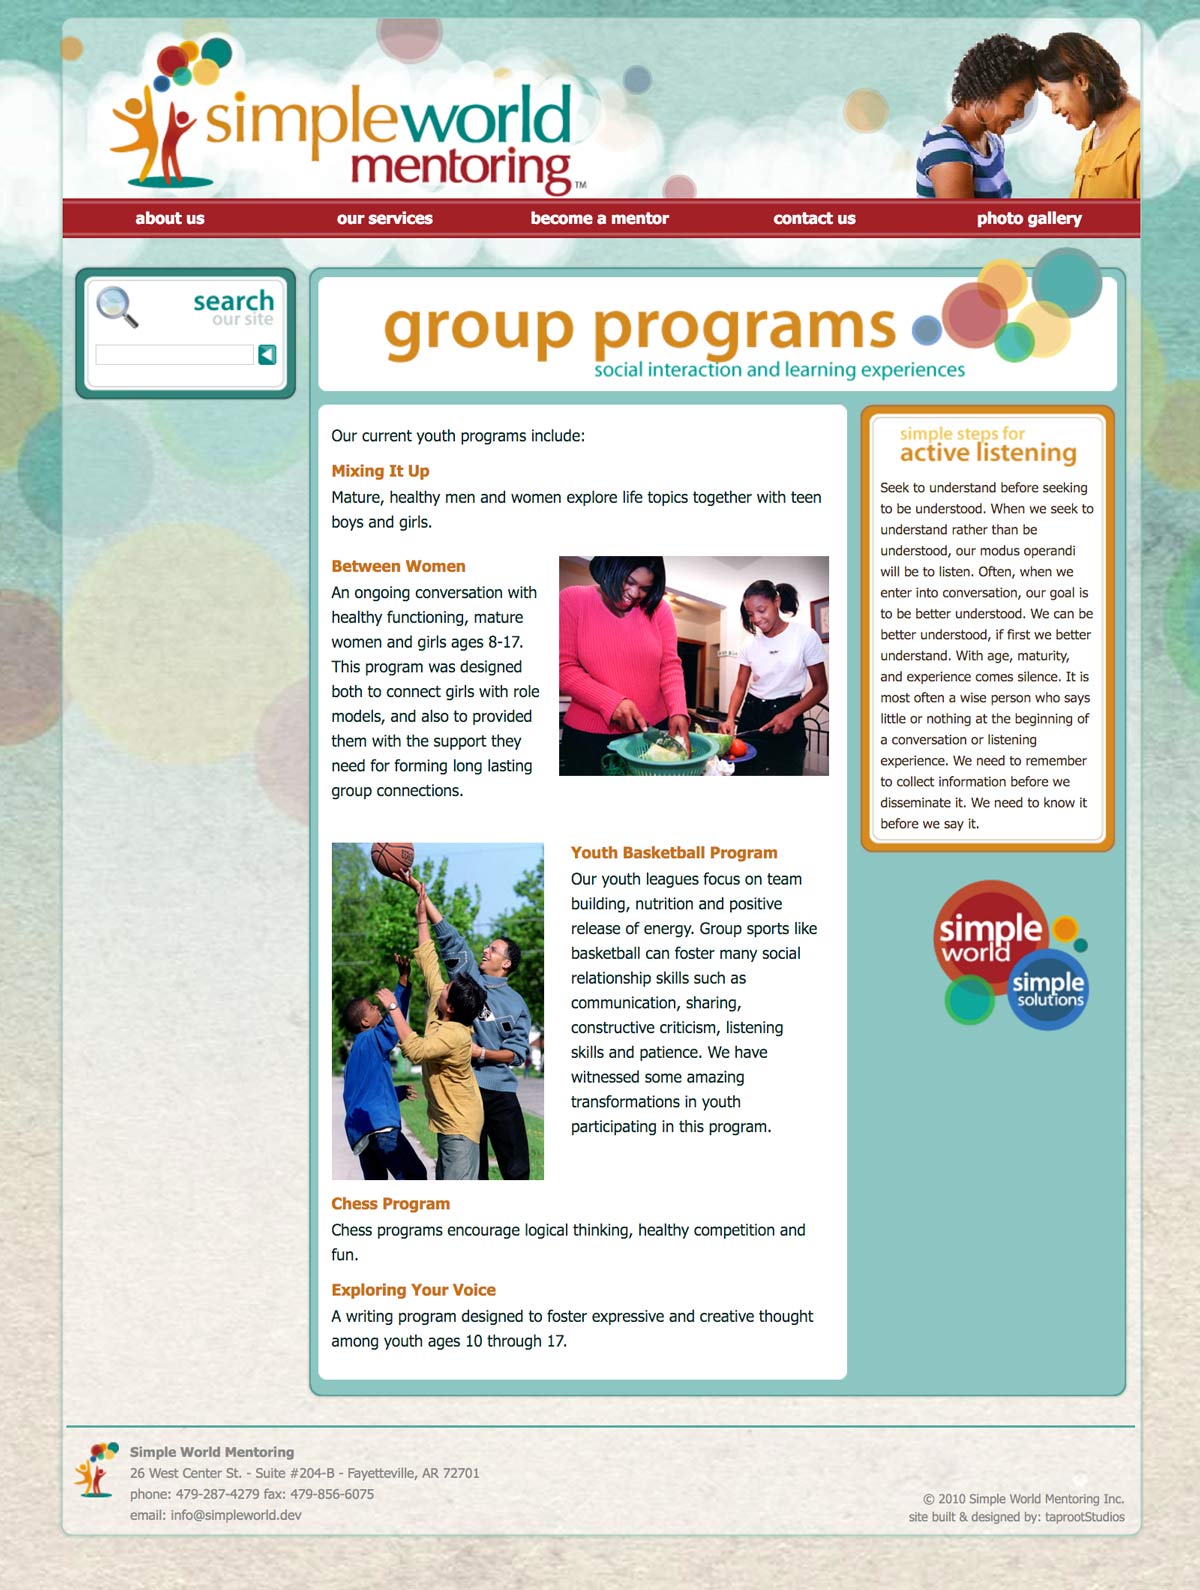 simpleworld
mentoring™
about us
our services
become a mentor
contact us
photo gallery
search
our site
group programs
social interaction and learning experiences
Our current youth programs include:
Mixing It Up
Mature, healthy men and women explore life topics together with teen
boys and girls.
Between Women
An ongoing conversation with
healthy functioning, mature
women and girls ages 8-17.
This program was designed
both to connect girls with role
models, and also to provided
them with the support they
need for forming long lasting
group connections.
Youth Basketball Program
Our youth leagues focus on team
building, nutrition and positive
release of energy. Group sports like
basketball can foster many social
relationship skills such as
communication, sharing,
constructive criticism, listening
skills and patience. We have
witnessed some amazing
transformations in youth
participating in this program.
Chess Program
Chess programs encourage logical thinking, healthy competition and
fun.
Exploring Your Voice
A writing program designed to foster expressive and creative thought
among youth ages 10 through 17.
simple steps for
active listening
Seek to understand before seeking
to be understood. When we seek to
understand rather than be
understood, our modus operandi
will be to listen. Often, when we
enter into conversation, our goal is
to be better understood. We can be
better understood, if first we better
understand. With age, maturity,
and experience comes silence. It is
most often a wise person who says
little or nothing at the beginning of
a conversation or listening
experience. We need to remember
to collect information before we
disseminate it. We need to know it
before we say it.
simple
world
simple
solutions
Simple World Mentoring
26 West Center St. - Suite #204-B - Fayetteville, AR 72701
phone: 479-287-4279 fax: 479-856-6075
email: info@simpleworld.dev
© 2010 Simple World Mentoring Inc.
site built & designed by: taprootStudios